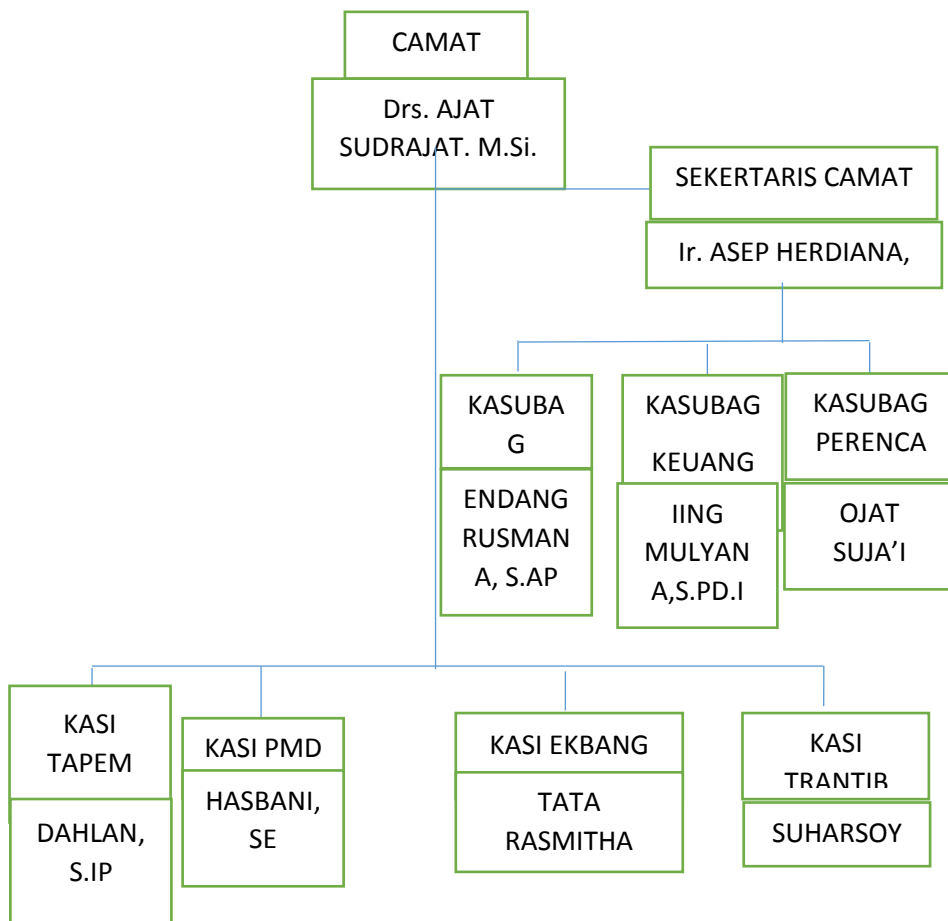 CAMAT
Drs. AJAT
SUDRAJAT. M.Si.
SEKERTARIS CAMAT
Ir. ASEP HERDIANA,
KASUBA
G
ENDANG
RUSMAN
A, S.AP
KASUBAG
KEUANG
IING
MULYAN
A,S.PD.I
KASUBAG
PERENCA
OJAT
SUJA’I
KASI
TAPEM
DAHLAN,
S.IP
KASI PMD
HASBANI,
SE
KASI EKBANG
TATA
RASMITHA
KASI
TRANTIB
SUHARSOY